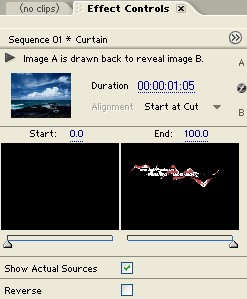 (no clips) Effect Controls ×
Sequence 01 * Curtain
Image A is drawn back to reveal image B.
A
Duration 00:00:01:05
Alignment Start at Cut
B
Start: 0.0 End: 100.0
Show Actual Sources
Reverse